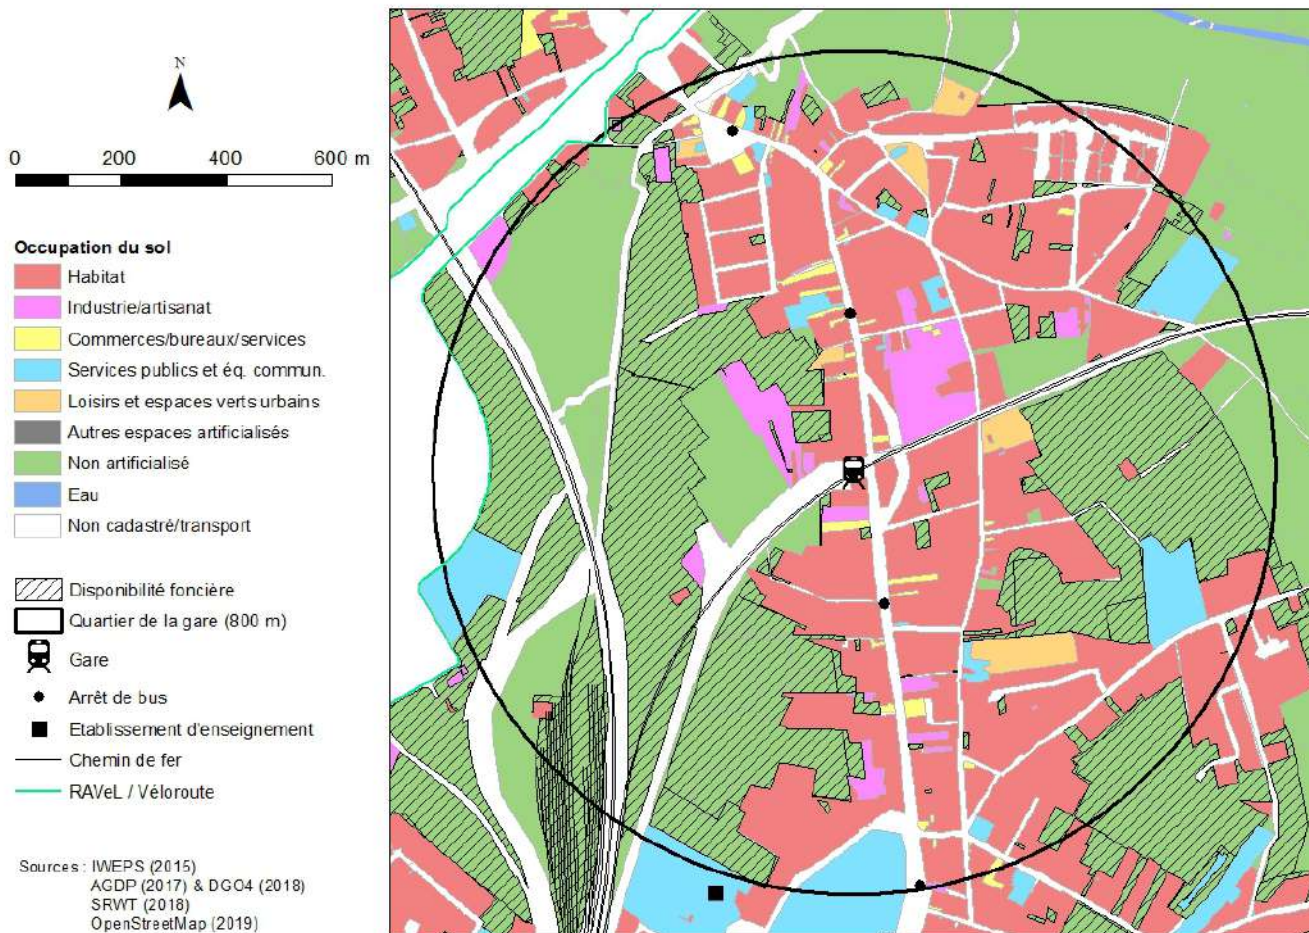 N
0 200 400 600 m
Occupation du sol
Habitat
Industrie/artisanat
Commerces/bureaux/services
Services publics et éq. commun.
Loisirs et espaces verts urbains
Autres espaces artificialisés
Non artificialisé
Eau
Non cadastré/transport
Disponibilité foncière
Quartier de la gare (800 m)
Gare
Arrêt de bus
Etablissement d'enseignement
Chemin de fer
RAVeL / Véloroute
Sources : IWEPS (2015)
AGDP (2017) & DGO4 (2018)
SRWT (2018)
OpenStreetMap (2019)